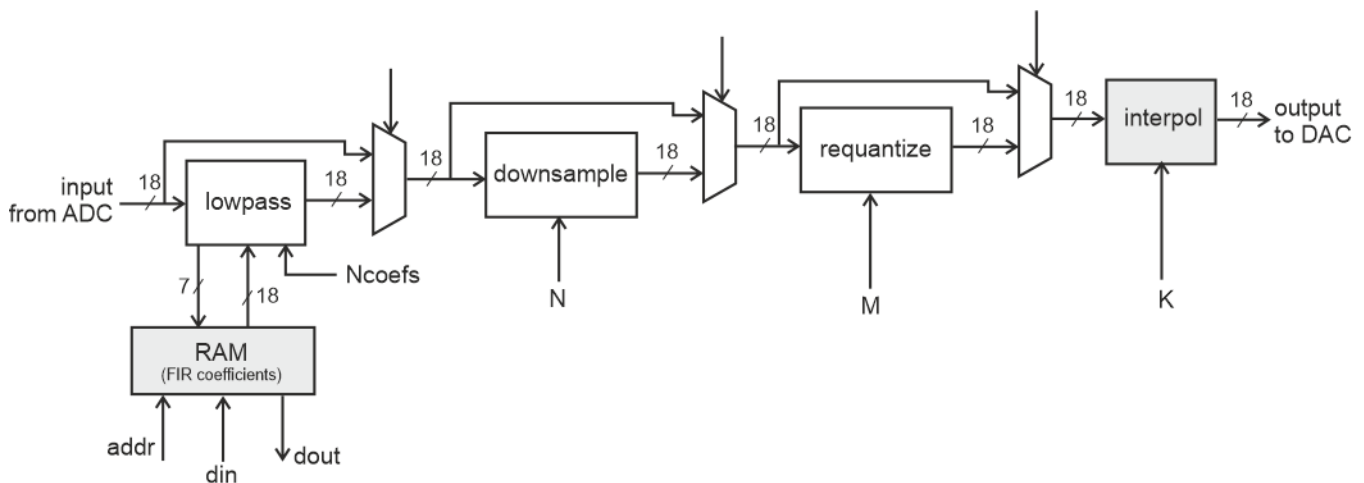 input
from ADC
18
lowpass
18
18
downsample
18
18
requantize
18
18
interpol
18
output
to DAC
7
18
Ncoefs
N
M
K
RAM
(FIR coefficients)
addr
din
dout